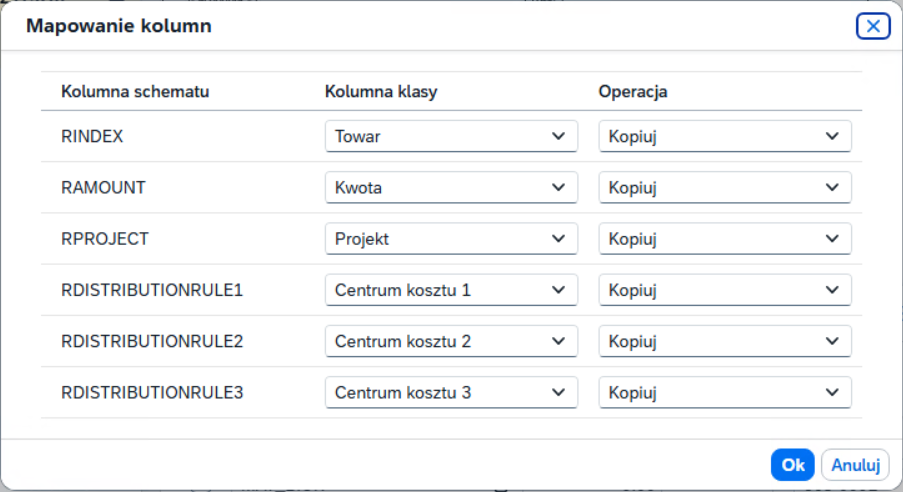 Mapowanie kolumn
Kolumna schematu Kolumna klasy Operacja
RINDEX Towar Kopiuj
RAMOUNT Kwota Kopiuj
RPROJECT Projekt Kopiuj
RDISTRIBUTIONRULE1 Centrum kosztu 1 Kopiuj
RDISTRIBUTIONRULE2 Centrum kosztu 2 Kopiuj
RDISTRIBUTIONRULE3 Centrum kosztu 3 Kopiuj
Ok Anuluj